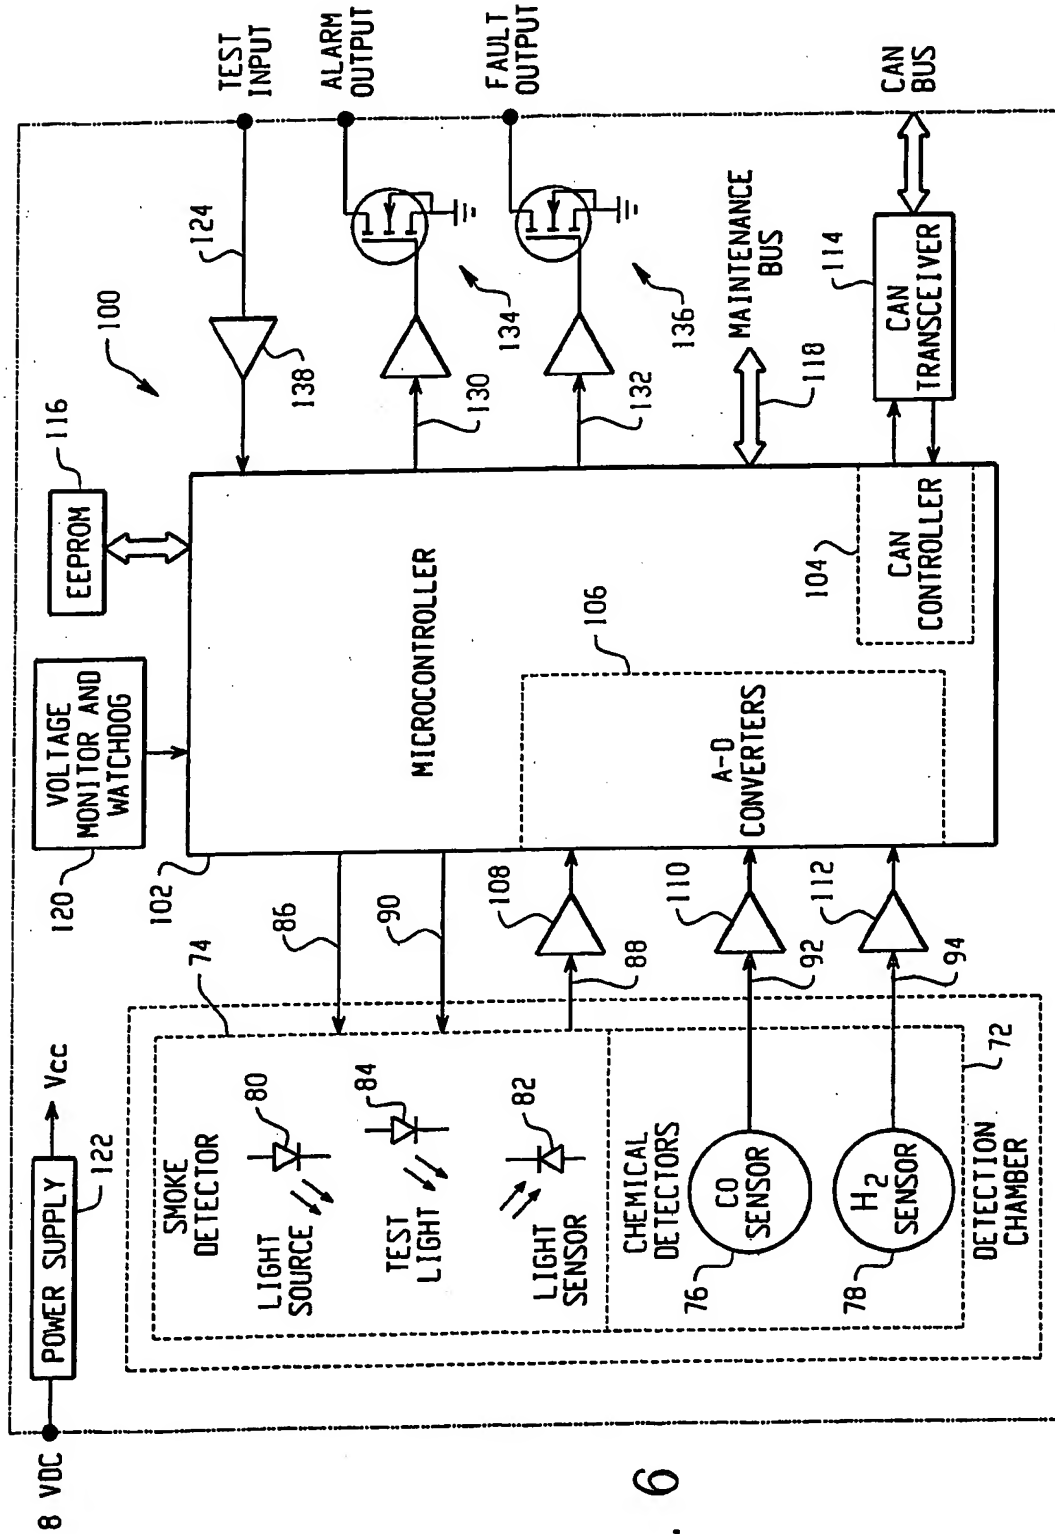 8 VDC
POWER SUPPLY
122
Vcc
120
VOLTAGE
MONITOR AND
WATCHDOG
EEPROM
116
100
102
MICROCONTROLLER
74
SMOKE
DETECTOR
LIGHT
SOURCE
80
TEST
LIGHT
84
LIGHT
SENSOR
82
86
90
88
108
110
92
112
94
CHEMICAL
DETECTORS
CO
SENSOR
76
H2
SENSOR
78
72
DETECTION
CHAMBER
A-D
CONVERTERS
106
104
CAN
CONTROLLER
138
124
TEST
INPUT
130
134
ALARM
OUTPUT
132
136
FAULT
OUTPUT
118
MAINTENANCE
BUS
114
CAN
TRANSCEIVER
CAN
BUS